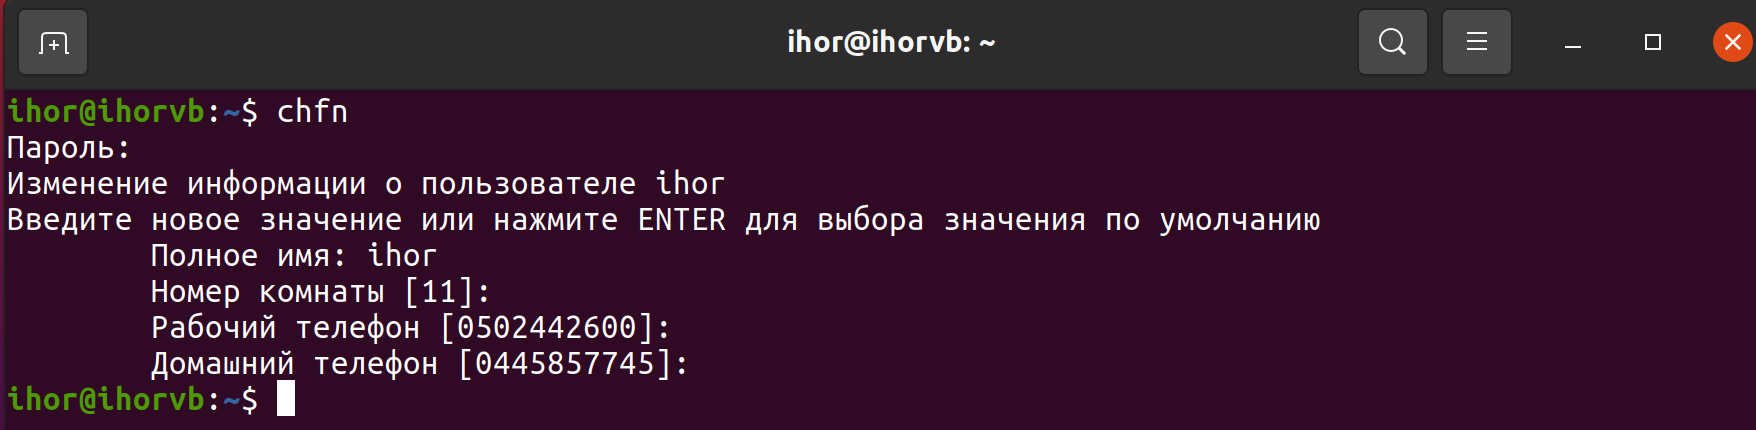 ihor@ihorvb: ~
ihor@ihorvb:~$ chfn
Пароль:
Изменение информации о пользователе ihor
Введите новое значение или нажмите ENTER для выбора значения по умолчанию
Полное имя: ihor
Номер комнаты [11]:
Рабочий телефон [0502442600]:
Домашний телефон [0445857745]:
ihor@ihorvb:~$